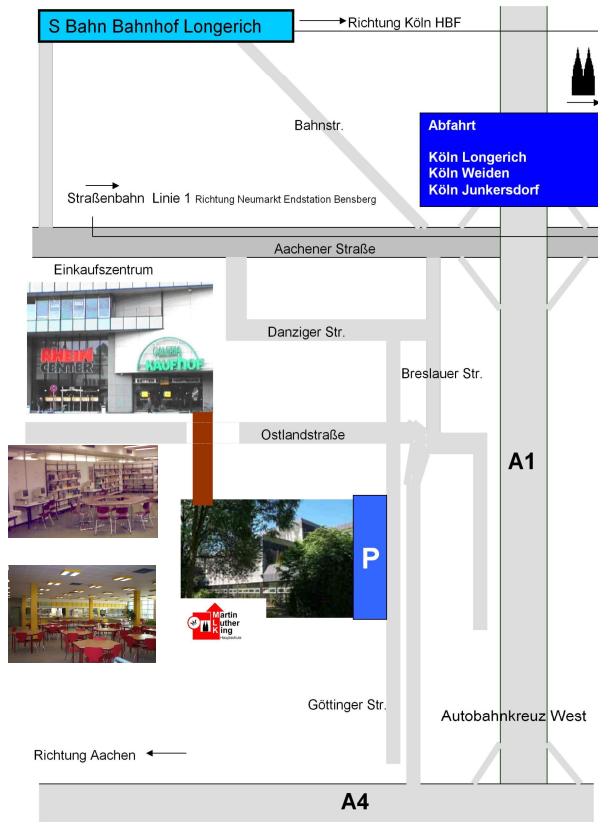 S Bahn Bahnhof Longerich
Richtung Köln HBF
Bahnstr.
Abfahrt
Köln Longerich
Köln Weiden
Köln Junkersdorf
Straßenbahn Linie 1 Richtung Neumarkt Endstation Bensberg
Aachener Straße
Einkaufszentrum
RHEIN
CENTER
GALERIA
KAUFHOF
Danziger Str.
Breslauer Str.
Ostlandstraße
A1
P
Martin
Luther
King
Hauptschule
Göttinger Str.
Autobahnkreuz West
Richtung Aachen
A4